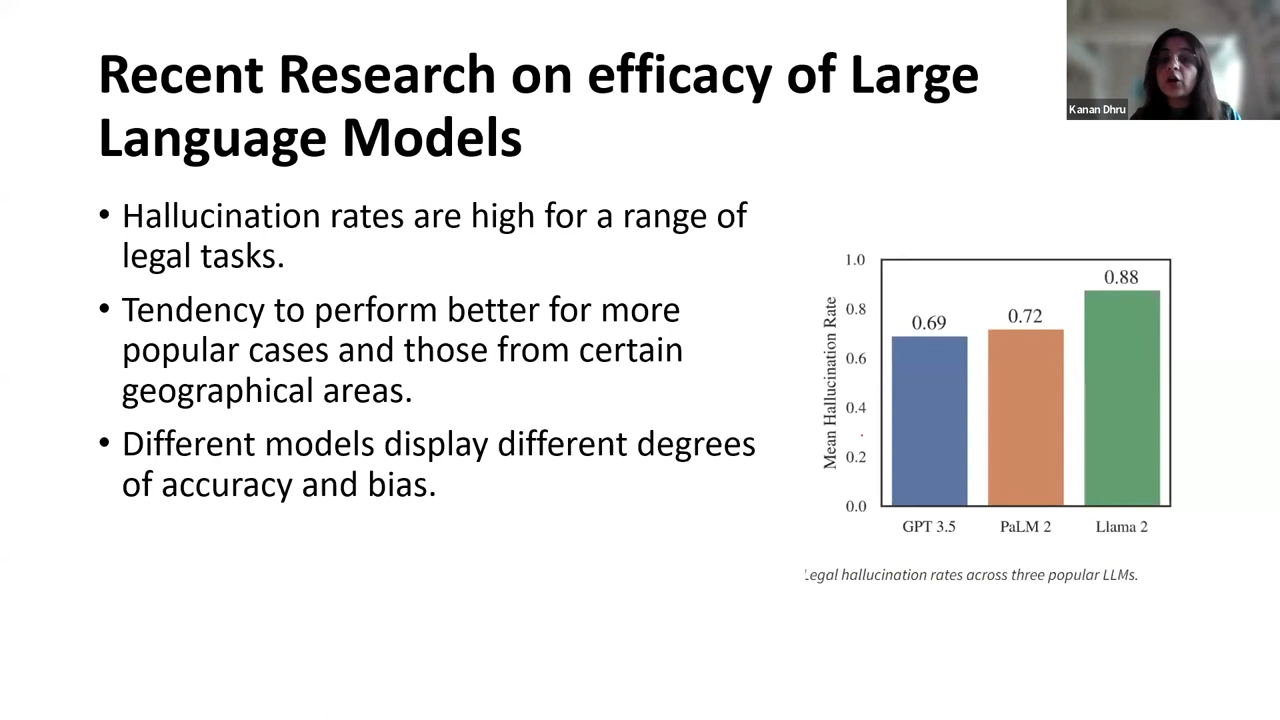 Recent Research on efficacy of Large
Language Models
Kanan Dhru
• Hallucination rates are high for a range of
legal tasks.
• Tendency to perform better for more
popular cases and those from certain
geographical areas.
• Different models display different degrees
of accuracy and bias.
Mean Hallucination Rate
1.0
0.8
0.6
0.4
0.2
0.0
0.69
0.72
0.88
GPT 3.5
PaLM 2
Llama 2
Legal hallucination rates across three popular LLMs.